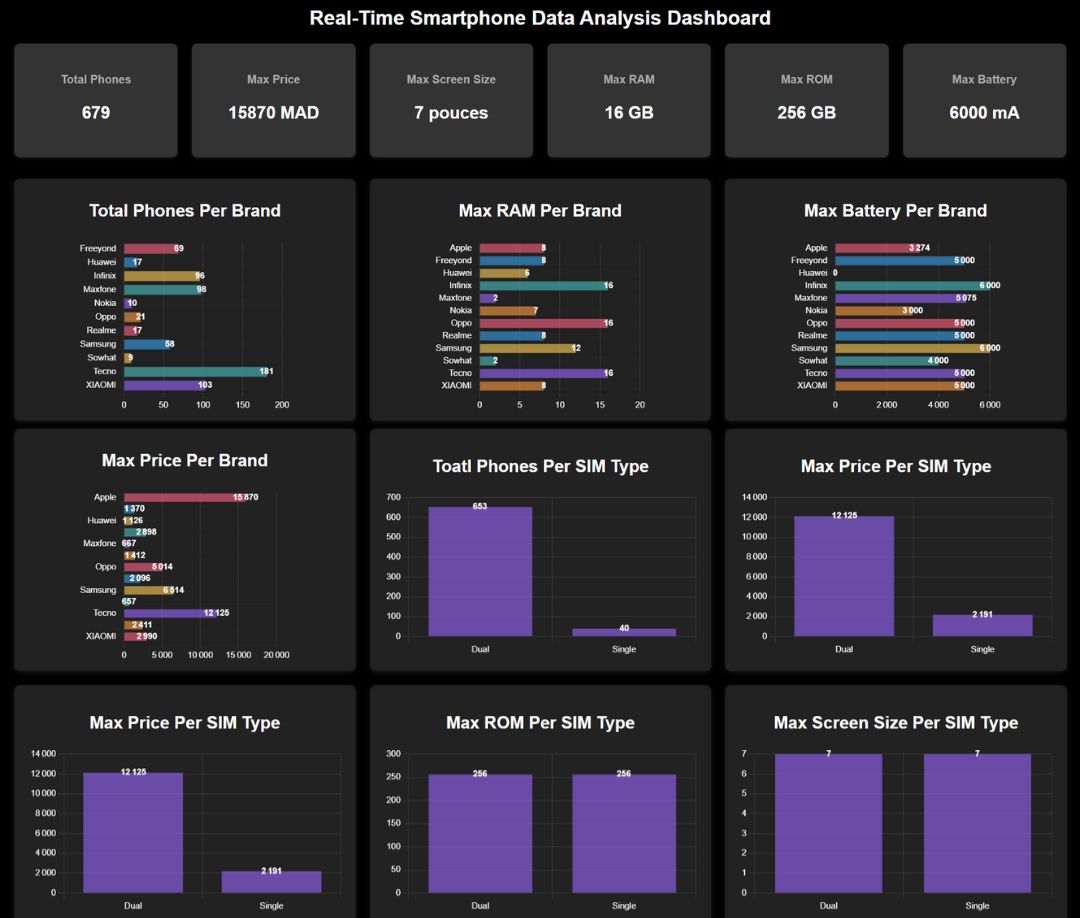 Real-Time Smartphone Data Analysis Dashboard
Total Phones
679
Max Price
15870 MAD
Max Screen Size
7 pouces
Max RAM
16 GB
Max ROM
256 GB
Max Battery
6000 mA
Total Phones Per Brand
Freeyond 69
Huawei 17
Infinix 96
Maxfone 98
Nokia 10
Oppo 21
Realme 17
Samsung 58
Sowhat 9
Tecno 181
XIAOMI 103
0 50 100 150 200
Max RAM Per Brand
Apple 8
Freeyond 8
Huawei 6
Infinix 16
Maxfone 2
Nokia 7
Oppo 16
Realme 8
Samsung 12
Sowhat 2
Tecno 16
XIAOMI 8
0 5 10 15 20
Max Battery Per Brand
Apple 3 274
Freeyond 5 000
Huawei 0
Infinix 6 000
Maxfone 5 075
Nokia 3 000
Oppo 5 000
Realme 5 000
Samsung 6 000
Sowhat 4 000
Tecno 5 000
XIAOMI 5 000
0 2 000 4 000 6 000
Max Price Per Brand
Apple 15 870
1 370
Huawei 1 126
2 898
Maxfone 667
1 412
Oppo 5 014
2 096
Samsung 6 514
657
Tecno 12 125
2 411
XIAOMI 2 990
0 5 000 10 000 15 000 20 000
Toatl Phones Per SIM Type
700
653
600
500
400
300
200
100
40
0
Dual Single
Max Price Per SIM Type
14 000
12 125
12 000
10 000
8 000
6 000
4 000
2 000
2 191
0
Dual Single
Max Price Per SIM Type
14 000
12 125
12 000
10 000
8 000
6 000
4 000
2 000
2 191
0
Dual Single
Max ROM Per SIM Type
300
256 256
250
200
150
100
50
0
Dual Single
Max Screen Size Per SIM Type
7
7 7
6
5
4
3
2
1
0
Dual Single